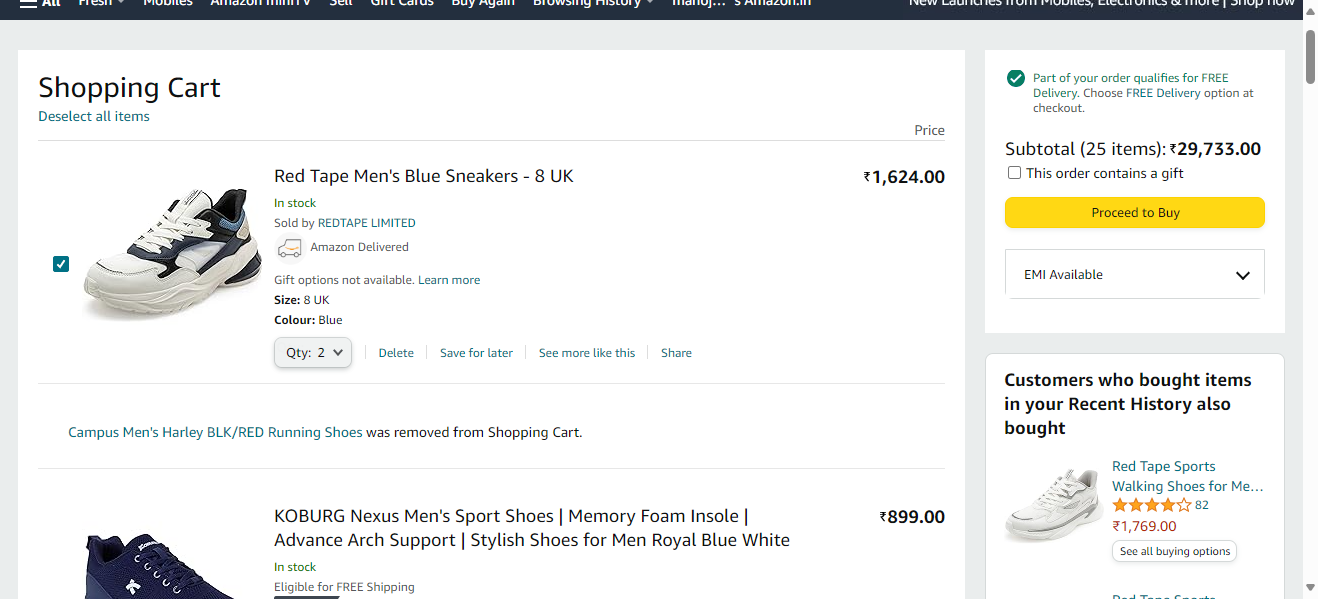 All Fresh Mobiles Amazon miniTV Sell Gift Cards Buy Again Browsing History manoj... 's Amazon.in New Launches from Mobiles, Electronics & more | Shop now
Shopping Cart
Deselect all items
Price
Red Tape Men's Blue Sneakers - 8 UK
₹1,624.00
In stock
Sold by REDTAPE LIMITED
Amazon Delivered
Gift options not available. Learn more
Size: 8 UK
Colour: Blue
Qty: 2
Delete
Save for later
See more like this
Share
Campus Men's Harley BLK/RED Running Shoes was removed from Shopping Cart.
KOBURG Nexus Men's Sport Shoes | Memory Foam Insole |
Advance Arch Support | Stylish Shoes for Men Royal Blue White
₹899.00
In stock
Eligible for FREE Shipping
Part of your order qualifies for FREE
Delivery. Choose FREE Delivery option at
checkout.
Subtotal (25 items): ₹29,733.00
This order contains a gift
Proceed to Buy
EMI Available
Customers who bought items
in your Recent History also
bought
Red Tape Sports
Walking Shoes for Me...
82
₹1,769.00
See all buying options
Red Tape Sports